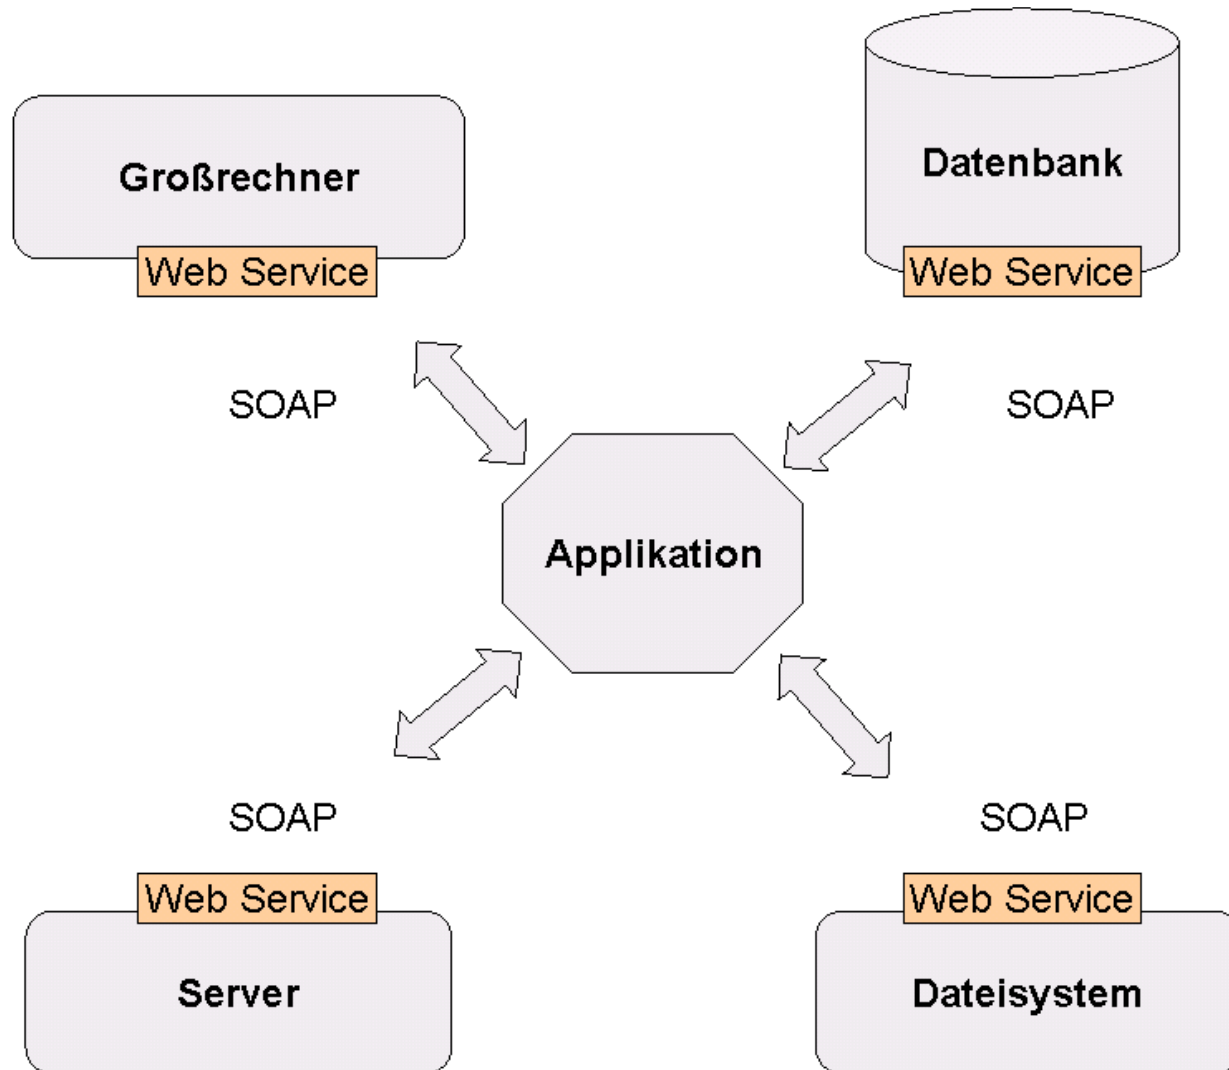 Großrechner
Datenbank
Web Service
Web Service
SOAP
SOAP
Applikation
SOAP
SOAP
Web Service
Web Service
Server
Dateisystem